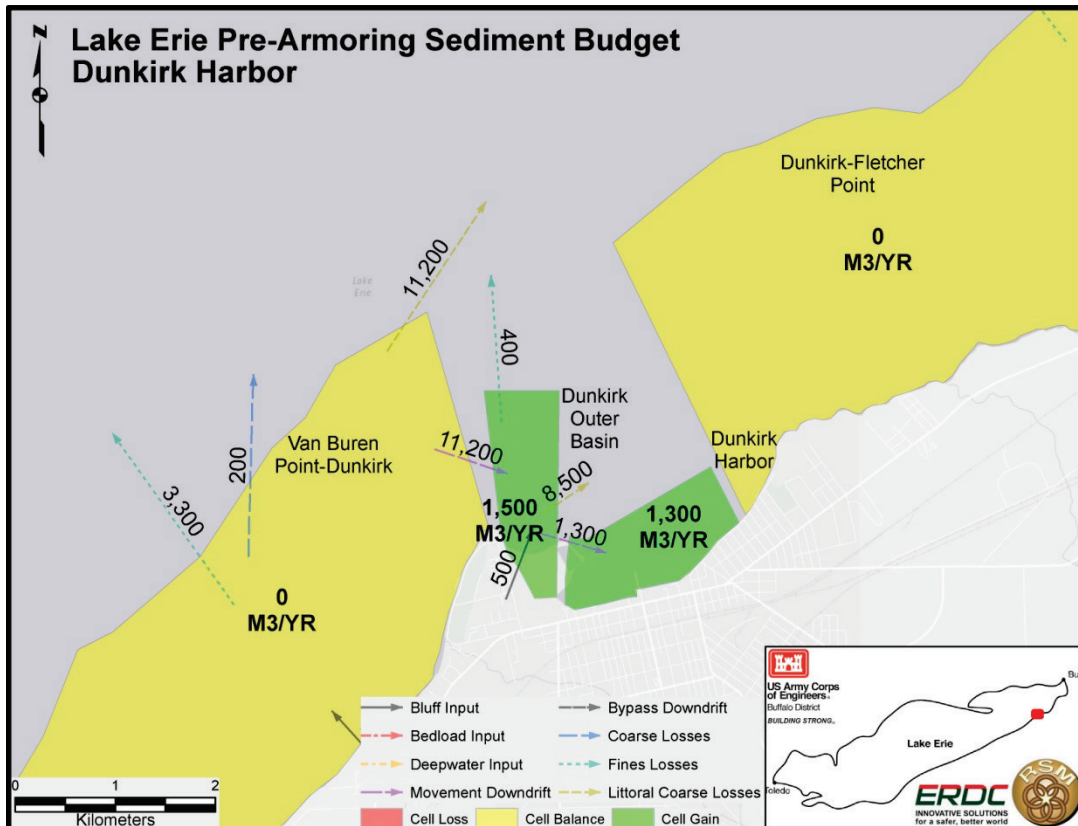 N
Lake Erie Pre-Armoring Sediment Budget
Dunkirk Harbor
Dunkirk-Fletcher
Point
0
M3/YR
11,200
Lake
Erie
400
Dunkirk
Outer
Basin
Dunkirk
Harbor
Van Buren
Point-Dunkirk
200
3,300
11,200
8,500
1,500
M3/YR
1,300
1,300
M3/YR
500
0
M3/YR
Bluff Input
Bedload Input
Deepwater Input
Movement Downdrift
Bypass Downdrift
Coarse Losses
Fines Losses
Littoral Coarse Losses
Cell Loss
Cell Balance
Cell Gain
0 1 2
Kilometers
US Army Corps
of Engineers
Buffalo District
BUILDING STRONG
Bu
Lake Erie
Toledo
ERDC
INNOVATIVE SOLUTIONS
for a safer, better world
RSM